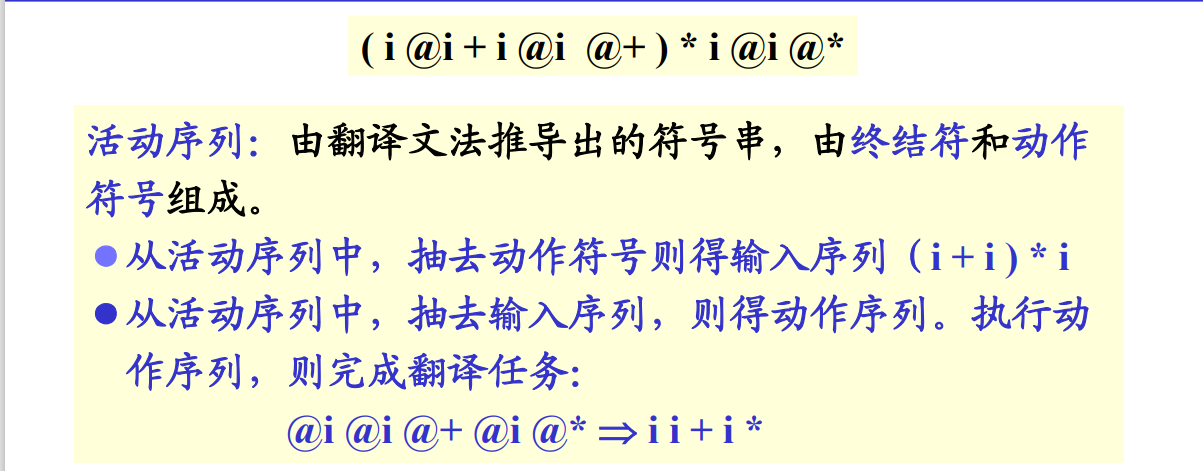 ( i @i + i @i @+ ) * i @i @*
活动序列：由翻译文法推导出的符号串，由终结符和动作
符号组成。
●从活动序列中，抽去动作符号则得输入序列（i + i ) * i
●从活动序列中，抽去输入序列，则得动作序列。执行动
作序列，则完成翻译任务：
@i @i @+ @i @* ⇒ i i + i *